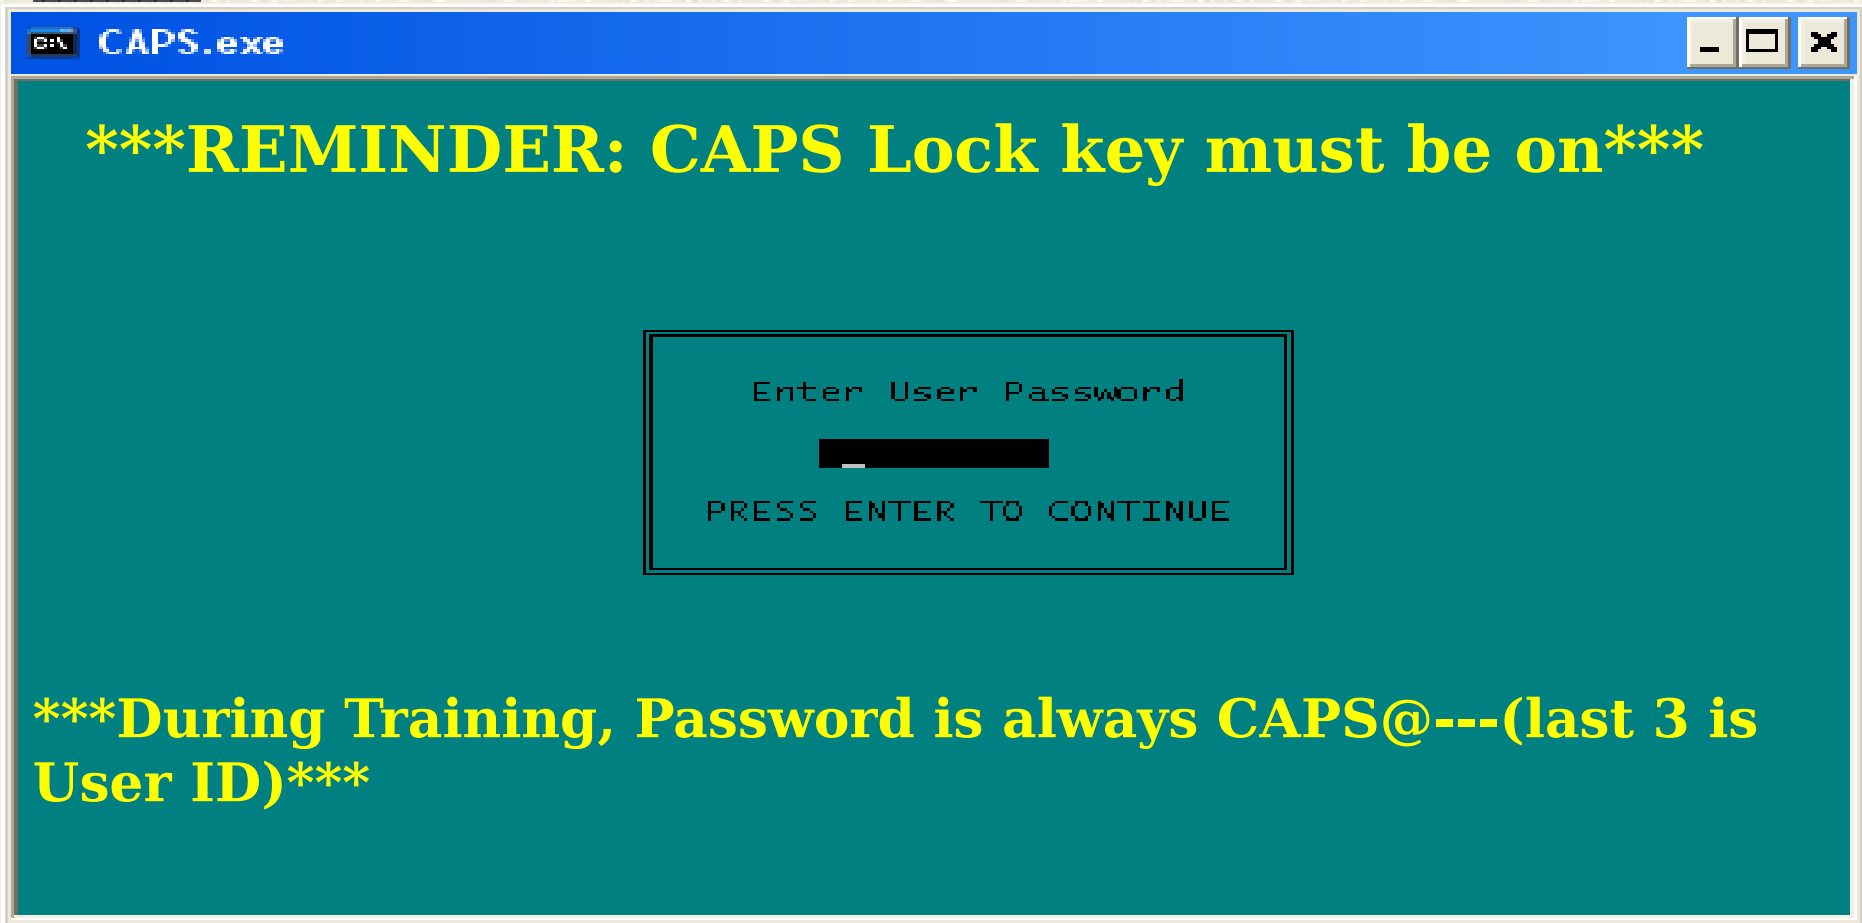 C:\ CAPS.exe
***REMINDER: CAPS Lock key must be on***
Enter User Password
PRESS ENTER TO CONTINUE
***During Training, Password is always CAPS@---(last 3 is
User ID)***